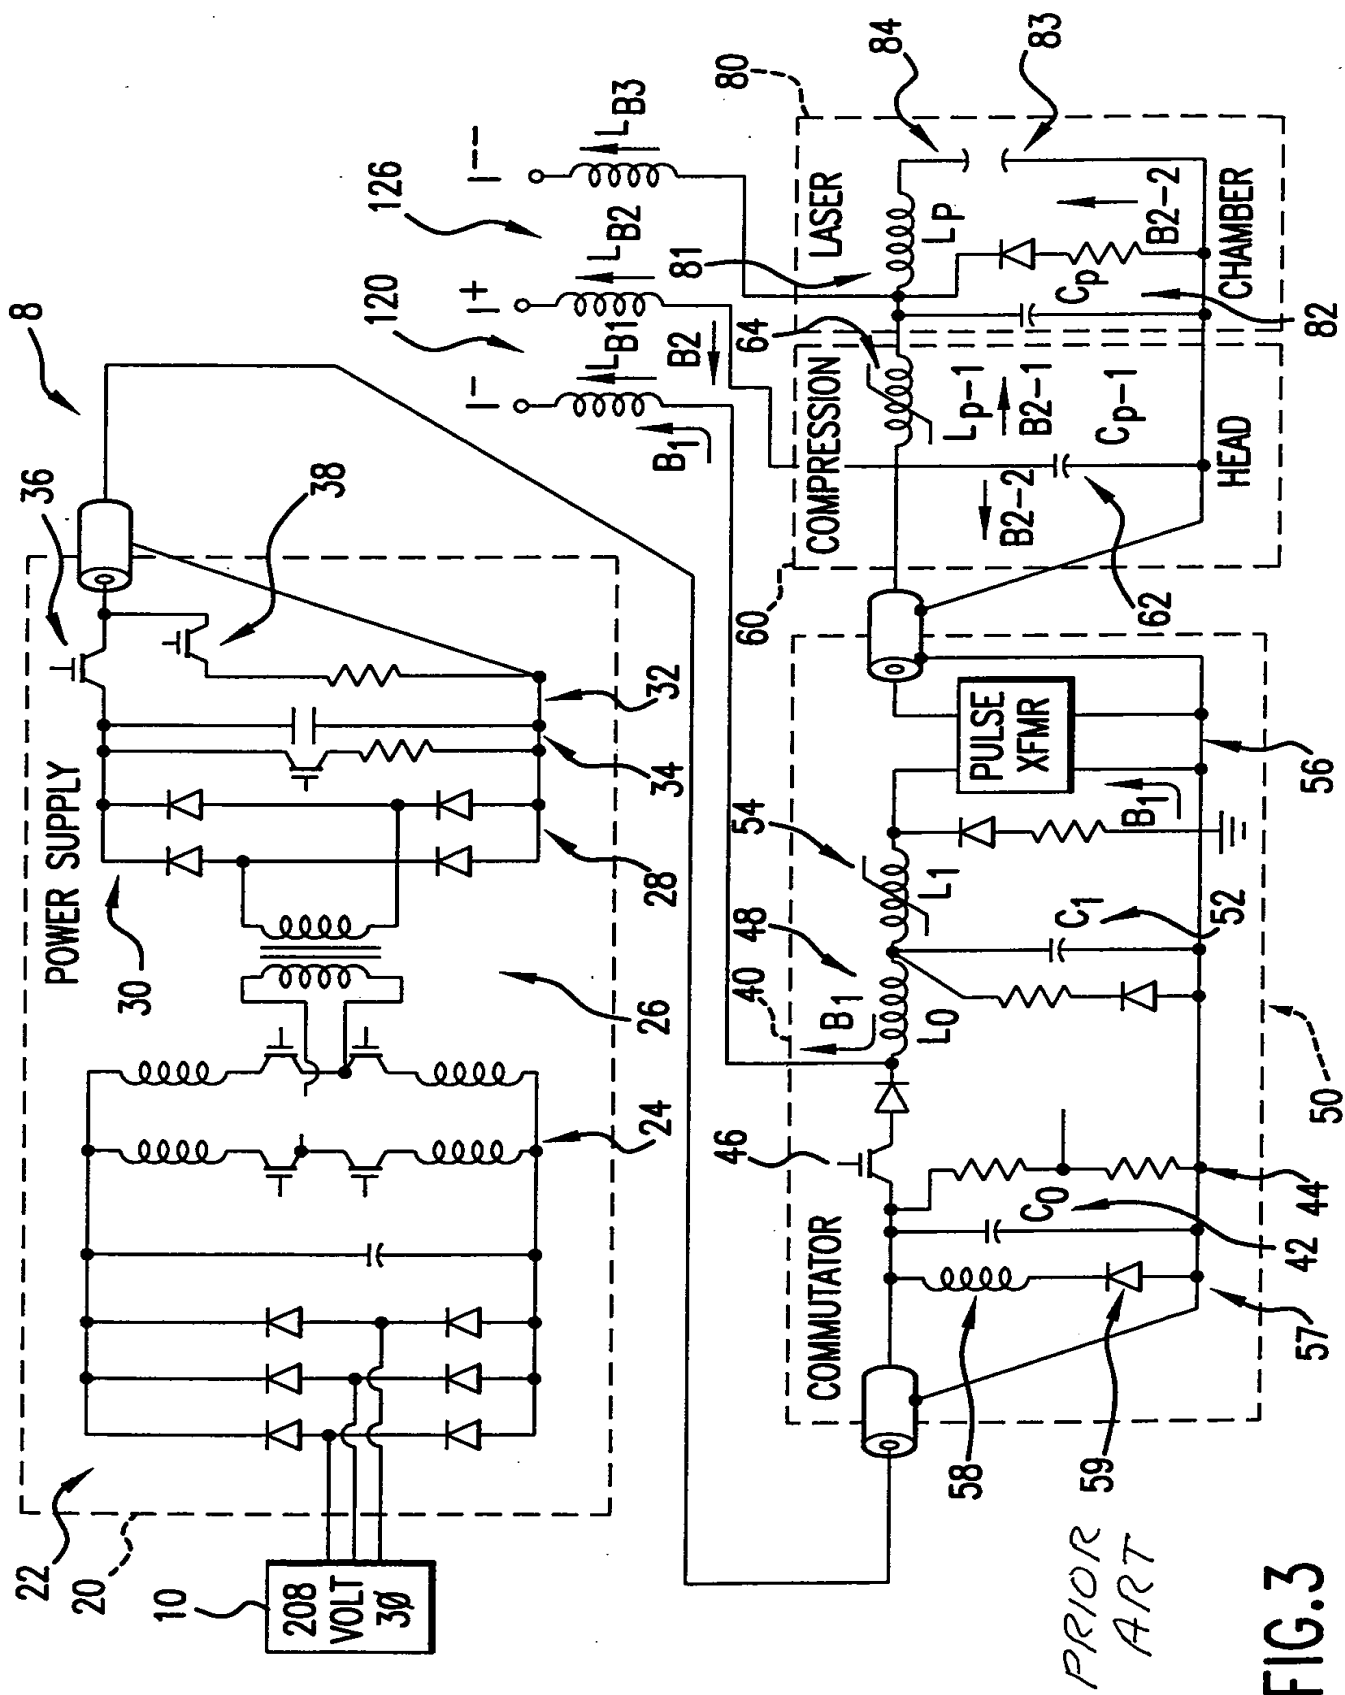 8
36
38
POWER SUPPLY
30
32
34
28
26
24
22
20
10
208
VOLT
3Ø
120
126
I-
I+
I--
LB1
LB2
LB3
B1
B2
COMMUTATOR
46
40
48
54
B1
L0
L1
C0
C1
PULSE
XFMR
B1
42
44
50
52
56
57
58
59
60
COMPRESSION
HEAD
64
Lp-1
B2-1
Cp-1
B2-2
62
80
LASER
CHAMBER
81
LP
Cp
B2-2
82
83
84
PRIOR
ART
FIG.3